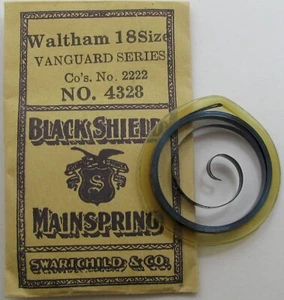 Waltham 18 Size
VANGUARD SERIES
Co's. No. 2222
NO. 4328
BLACK SHIELD
S
MAINSPRING
SWARTCHILD & CO.